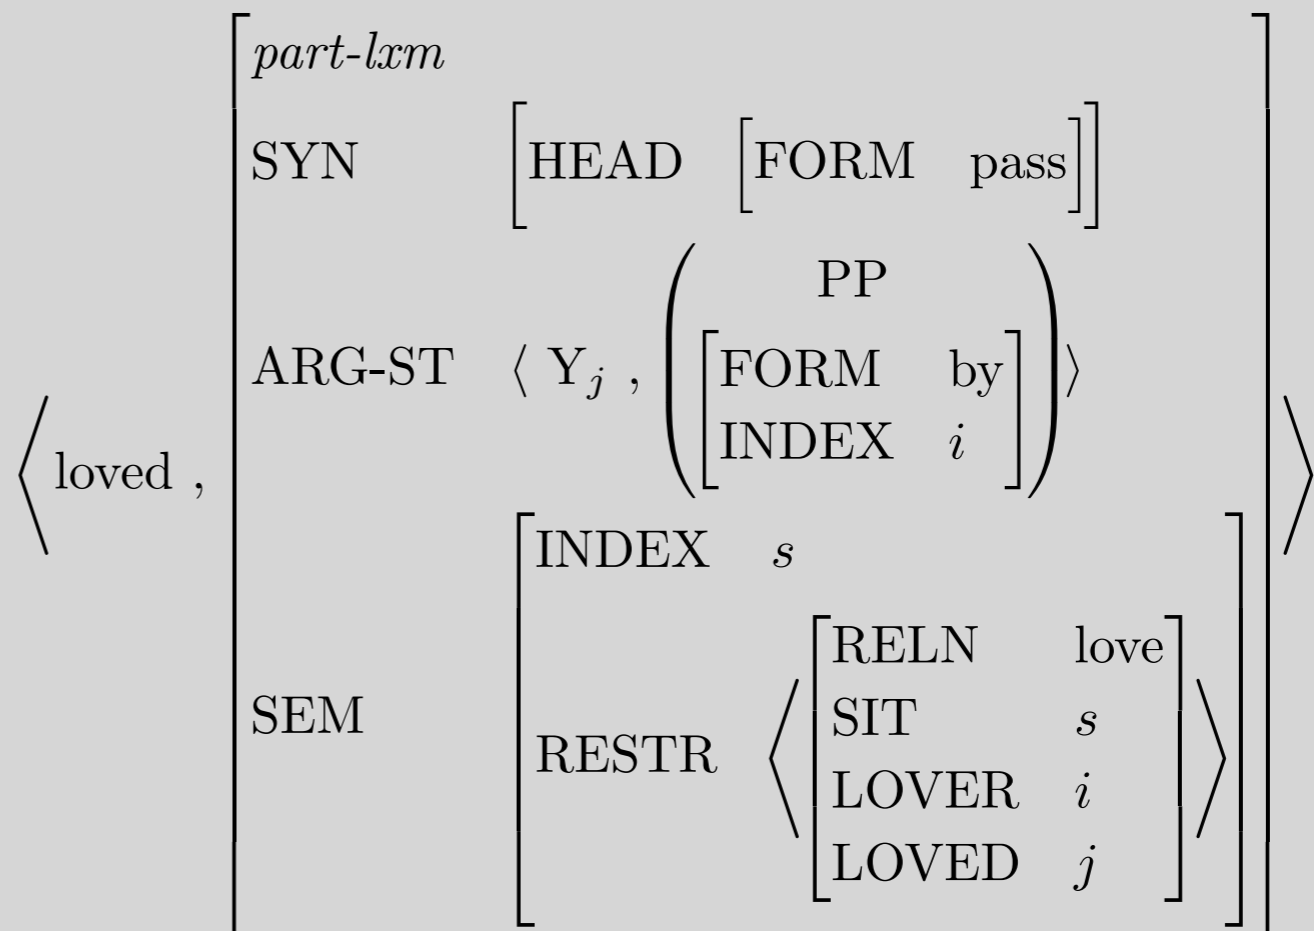 part-lxm
SYN [HEAD [FORM pass]]
PP
ARG-ST ⟨ Y_j , ( [FORM by] ) ⟩
INDEX i
⟨ loved ,
INDEX s
RELN love
SEM SIT s
RESTR ⟨ ⟩
LOVER i
LOVED j